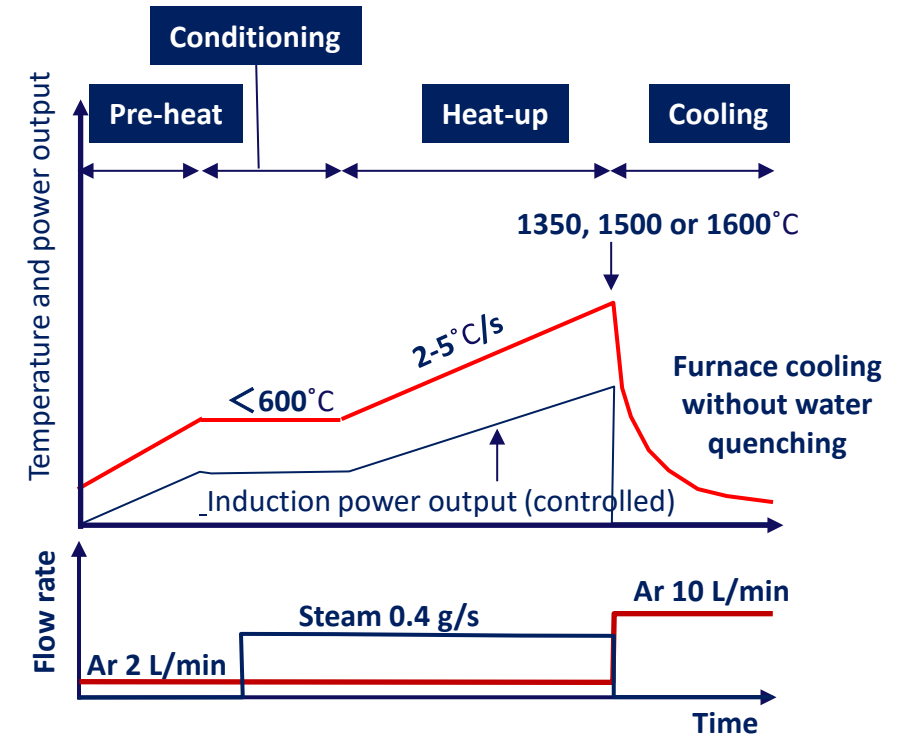 Conditioning
Pre-heat
Heat-up
Cooling
1350, 1500 or 1600˚C
Temperature and power output
2-5˚C/s
<600˚C
Furnace cooling
without water
quenching
Induction power output (controlled)
Flow rate
Ar 10 L/min
Steam 0.4 g/s
Ar 2 L/min
Time